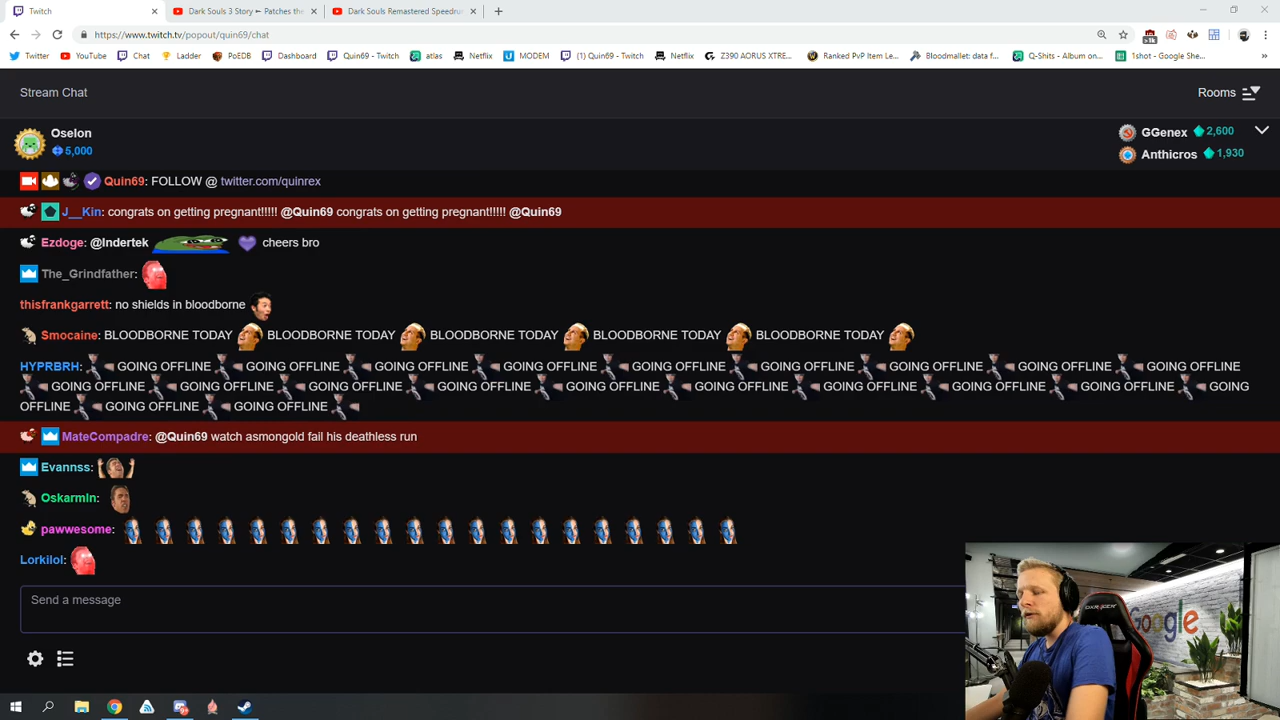 Twitch
Dark Souls 3 Story ► Patches the
Dark Souls Remastered Speedru
https://www.twitch.tv/popout/quin69/chat
>1k
Twitter YouTube Chat Ladder PoEDB Dashboard Quin69 - Twitch atlas Netflix MODEM (1) Quin69 - Twitch Netflix Z390 AORUS XTRE... Ranked PvP Item Le... Bloodmallet: data f... Q-Shits - Album on... 1shot - Google She...
Stream Chat
Rooms
Oselon
5,000
GGenex 2,600
Anthicros 1,930
Quin69: FOLLOW @ twitter.com/quinrex
J__Kin: congrats on getting pregnant!!!!! @Quin69 congrats on getting pregnant!!!!! @Quin69
Ezdoge: @Indertek cheers bro
The_Grindfather:
thisfrankgarrett: no shields in bloodborne
Smocaine: BLOODBORNE TODAY BLOODBORNE TODAY BLOODBORNE TODAY BLOODBORNE TODAY BLOODBORNE TODAY
HYPRBRH: GOING OFFLINE GOING OFFLINE GOING OFFLINE GOING OFFLINE GOING OFFLINE GOING OFFLINE GOING OFFLINE GOING OFFLINE GOING OFFLINE
GOING OFFLINE GOING OFFLINE GOING OFFLINE GOING OFFLINE GOING OFFLINE GOING OFFLINE GOING OFFLINE GOING OFFLINE GOING OFFLINE GOING
OFFLINE GOING OFFLINE GOING OFFLINE
MateCompadre: @Quin69 watch asmongold fail his deathless run
Evannss:
Oskarmin:
pawwesome:
Lorkilol:
Send a message
OXRACER
Google